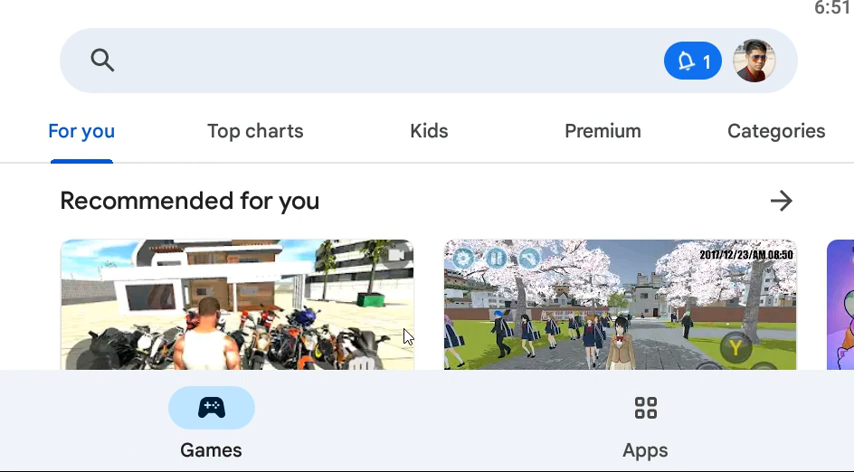 6:51
1
For you
Top charts
Kids
Premium
Categories
Recommended for you
2017/12/23/AM 08:50
Y
Games
Apps